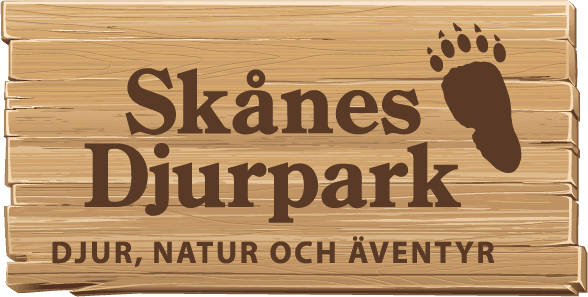 Skånes
Djurpark
DJUR, NATUR OCH ÄVENTYR